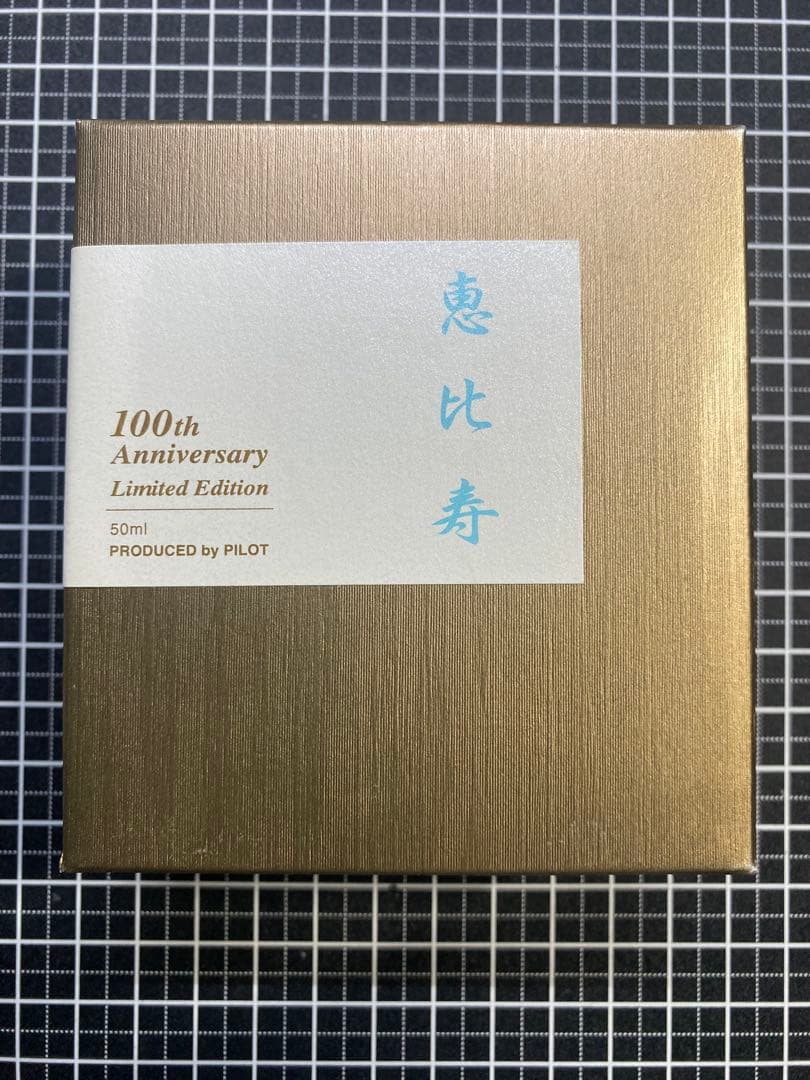 恵比寿
100th
Anniversary
Limited Edition
50ml
PRODUCED by PILOT